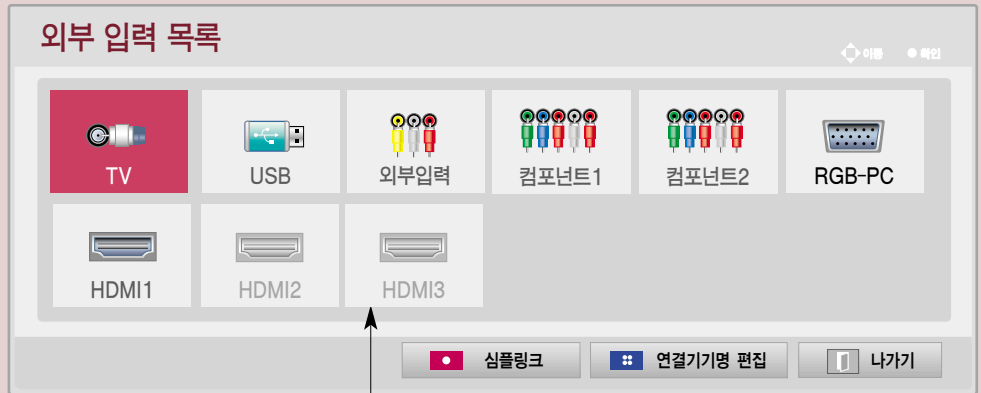 외부 입력 목록
이동 확인
TV USB 외부입력 컴포넌트1 컴포넌트2 RGB-PC
HDMI1 HDMI2 HDMI3
심플링크 연결기기명 편집 나가기